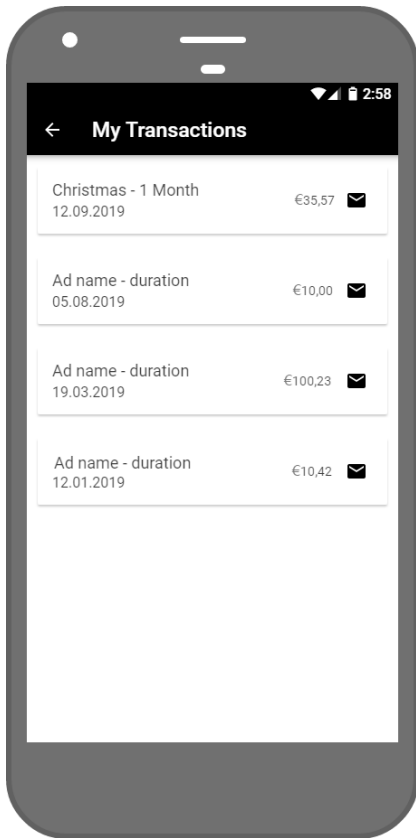 2:58
My Transactions
Christmas - 1 Month
€35,57
12.09.2019
Ad name - duration
€10,00
05.08.2019
Ad name - duration
€100,23
19.03.2019
Ad name - duration
€10,42
12.01.2019